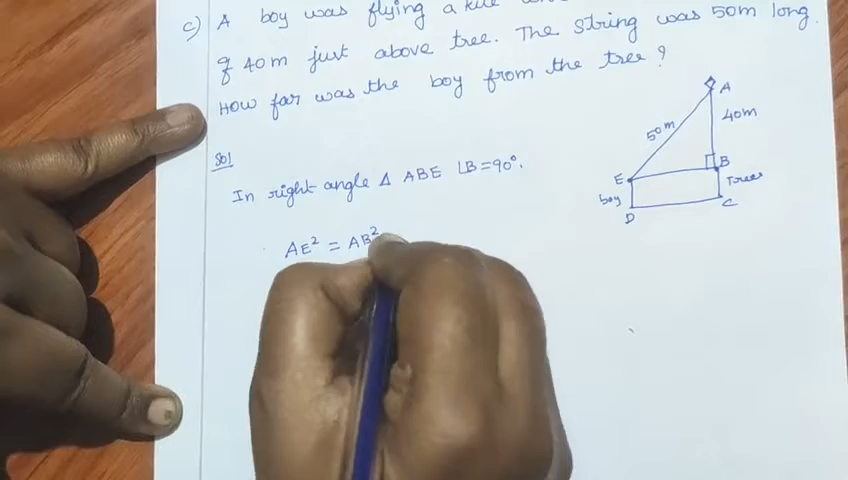 c) A boy was flying a kite
of 40m just above tree. The string was 50m long.
How far was the boy from the tree?
Sol
In right angle Δ ABE ∟B=90°.
AE² = AB²
A
50m
40m
E
B
boy
Tree
D
C